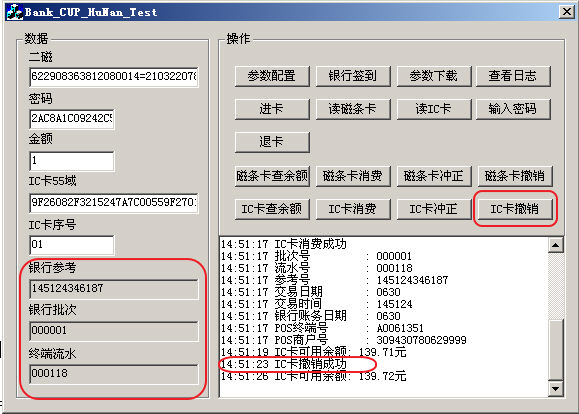 Bank_CUP_HuNan_Test
数据
二磁
622908363812080014=21032207
密码
2AC8A1C09242C5
金额
1
IC卡55域
9F26082F3215247A7C00559F2701
IC卡序号
01
银行参考
145124346187
银行批次
000001
终端流水
000118
操作
参数配置 银行签到 参数下载 查看日志
进卡 读磁条卡 读IC卡 输入密码
退卡
磁条卡查余额 磁条卡消费 磁条卡冲正 磁条卡撤销
IC卡查余额 IC卡消费 IC卡冲正 IC卡撤销
14:51:17 IC卡消费成功
14:51:17 批次号 : 000001
14:51:17 流水号 : 000118
14:51:17 参考号 : 145124346187
14:51:17 交易日期 : 0630
14:51:17 交易时间 : 145124
14:51:17 银行账务日期 : 0630
14:51:17 POS终端号 : A0061351
14:51:17 POS商户号 : 309430780629999
14:51:19 IC卡可用余额: 139.71元
14:51:23 IC卡撤销成功
14:51:26 IC卡可用余额: 139.72元